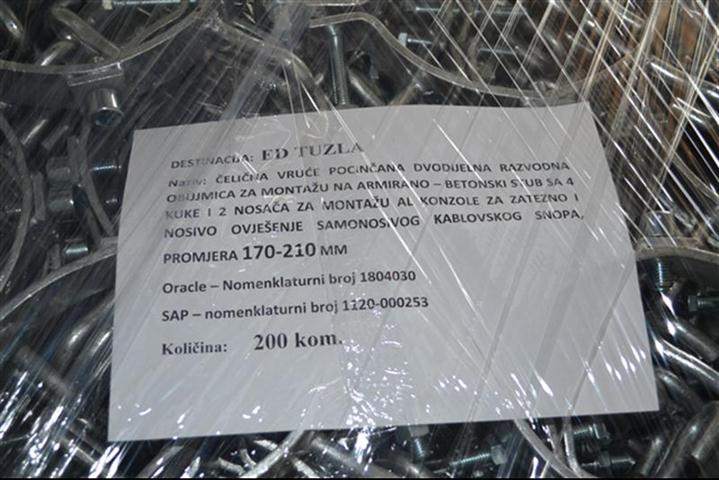 DESTINACIJA: ED TUZLA
Naziv: ČELIČNA VRUĆE POCINČANA DVODIJELNA RAZVODNA
OBUJMICA ZA MONTAŽU NA ARMIRANO – BETONSKI STUB SA 4
KUKE I 2 NOSAČA ZA MONTAŽU AL KONZOLE ZA ZATEZNO I
NOSIVO OVJEŠENJE SAMONOSIVOG KABLOVSKOG SNOPA,
PROMJERA 170-210 MM
Oracle – Nomenklaturni broj 1804030
SAP – nomenklaturni broj 1120-000253
Količina: 200 kom.